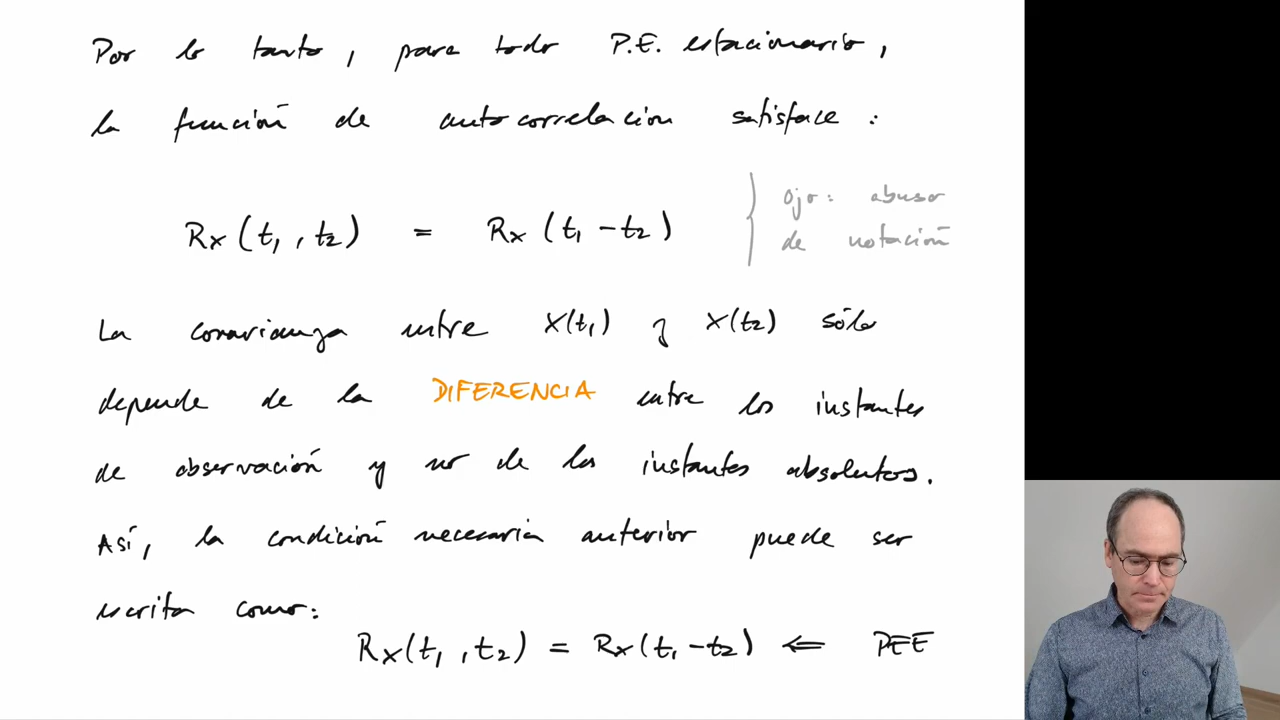 Por lo tanto, para todo P.E. estacionario,
la función de autocorrelación satisface:
Rx(t1, t2) = Rx(t1 - t2)
Ojo: abuso
de notación
La covarianza entre X(t1) y X(t2) sólo
depende de la DIFERENCIA entre los instantes
de observación y no de los instantes absolutos.
Así, la condición necesaria anterior puede ser
escrita como:
Rx(t1, t2) = Rx(t1 - t2) ⇐ PEE